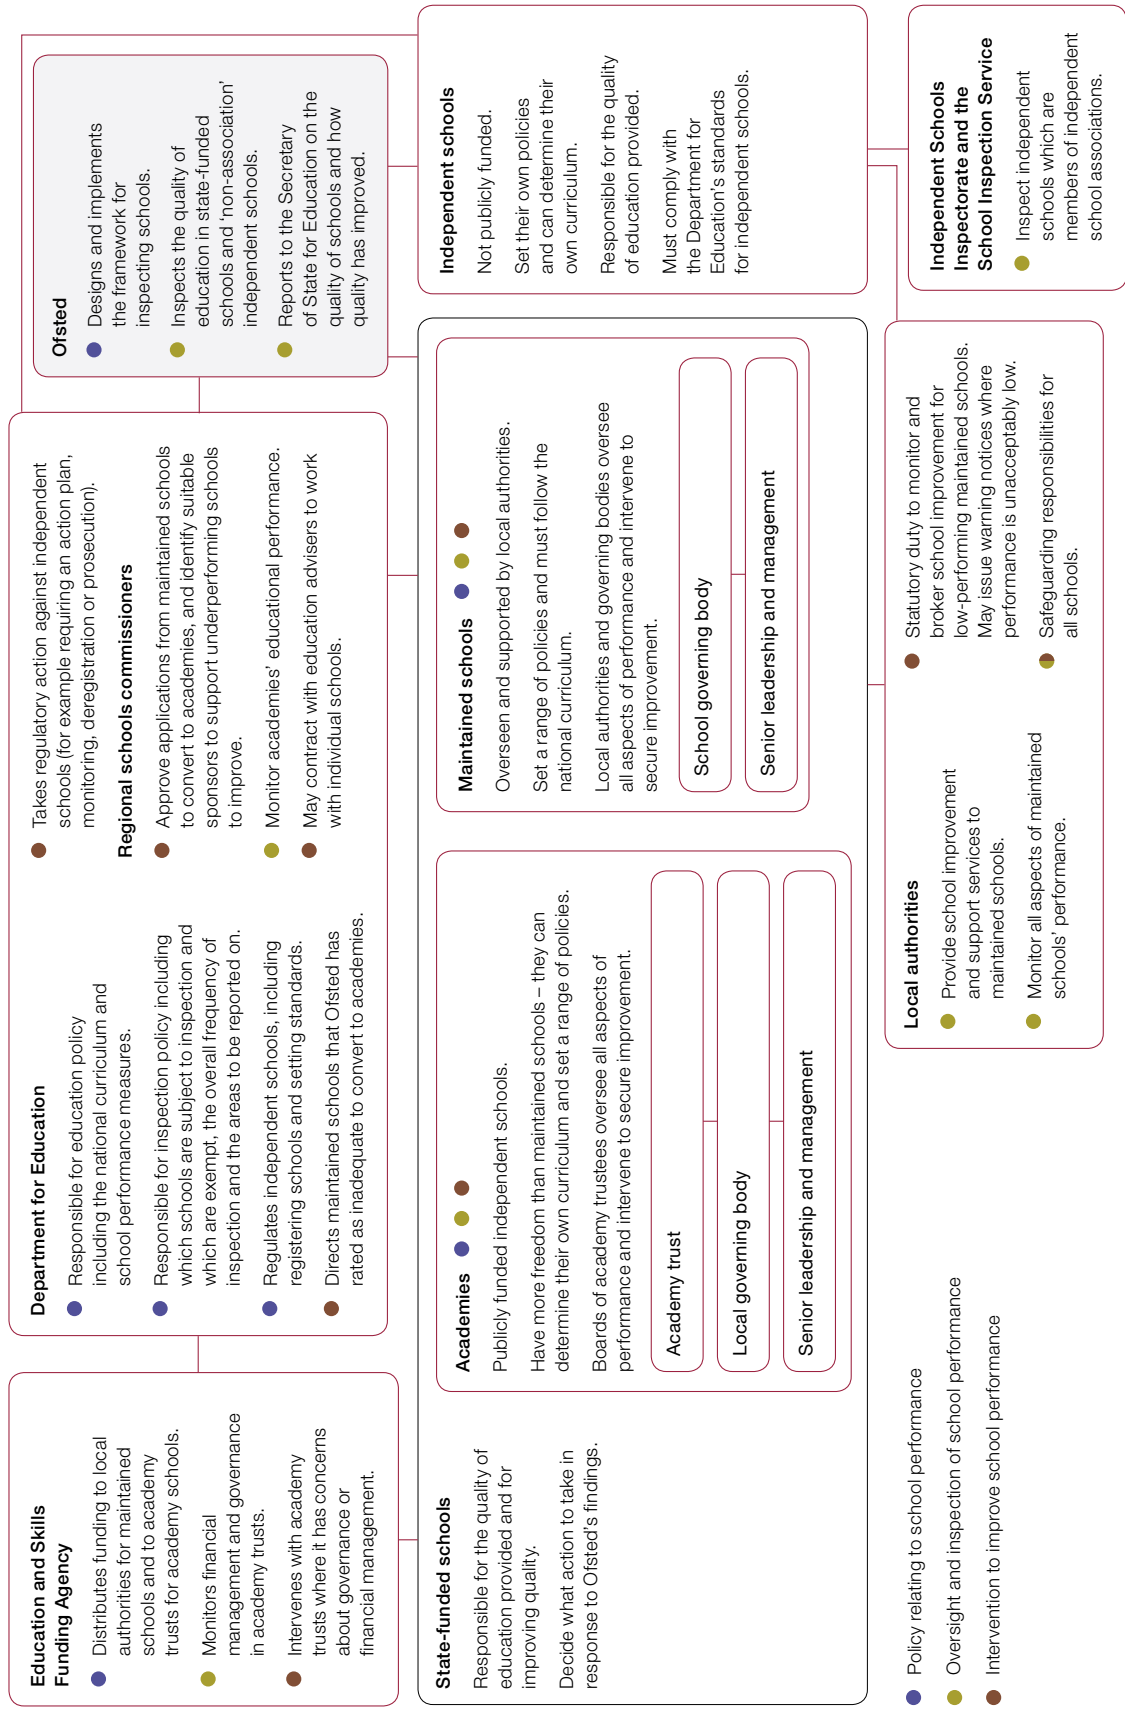 Education and Skills
Funding Agency
Distributes funding to local
authorities for maintained
schools and to academy
trusts for academy schools.
Monitors financial
management and governance
in academy trusts.
Intervenes with academy
trusts where it has concerns
about governance or
financial management.
Department for Education
Responsible for education policy
including the national curriculum and
school performance measures.
Responsible for inspection policy including
which schools are subject to inspection and
which are exempt, the overall frequency of
inspection and the areas to be reported on.
Regulates independent schools, including
registering schools and setting standards.
Directs maintained schools that Ofsted has
rated as inadequate to convert to academies.
Takes regulatory action against independent
schools (for example requiring an action plan,
monitoring, deregistration or prosecution).
Regional schools commissioners
Approve applications from maintained schools
to convert to academies, and identify suitable
sponsors to support underperforming schools
to improve.
Monitor academies' educational performance.
May contract with education advisers to work
with individual schools.
Ofsted
Designs and implements
the framework for
inspecting schools.
Inspects the quality of
education in state-funded
schools and 'non-association'
independent schools.
Reports to the Secretary
of State for Education on the
quality of schools and how
quality has improved.
State-funded schools
Responsible for the quality of
education provided and for
improving quality.
Decide what action to take in
response to Ofsted's findings.
Academies
Publicly funded independent schools.
Have more freedom than maintained schools – they can
determine their own curriculum and set a range of policies.
Boards of academy trustees oversee all aspects of
performance and intervene to secure improvement.
Academy trust
Local governing body
Senior leadership and management
Maintained schools
Overseen and supported by local authorities.
Set a range of policies and must follow the
national curriculum.
Local authorities and governing bodies oversee
all aspects of performance and intervene to
secure improvement.
School governing body
Senior leadership and management
Independent schools
Not publicly funded.
Set their own policies
and can determine their
own curriculum.
Responsible for the quality
of education provided.
Must comply with
the Department for
Education's standards
for independent schools.
Local authorities
Provide school improvement
and support services to
maintained schools.
Monitor all aspects of maintained
schools' performance.
Statutory duty to monitor and
broker school improvement for
low-performing maintained schools.
May issue warning notices where
performance is unacceptably low.
Safeguarding responsibilities for
all schools.
Independent Schools
Inspectorate and the
School Inspection Service
Inspect independent
schools which are
members of independent
school associations.
Policy relating to school performance
Oversight and inspection of school performance
Intervention to improve school performance